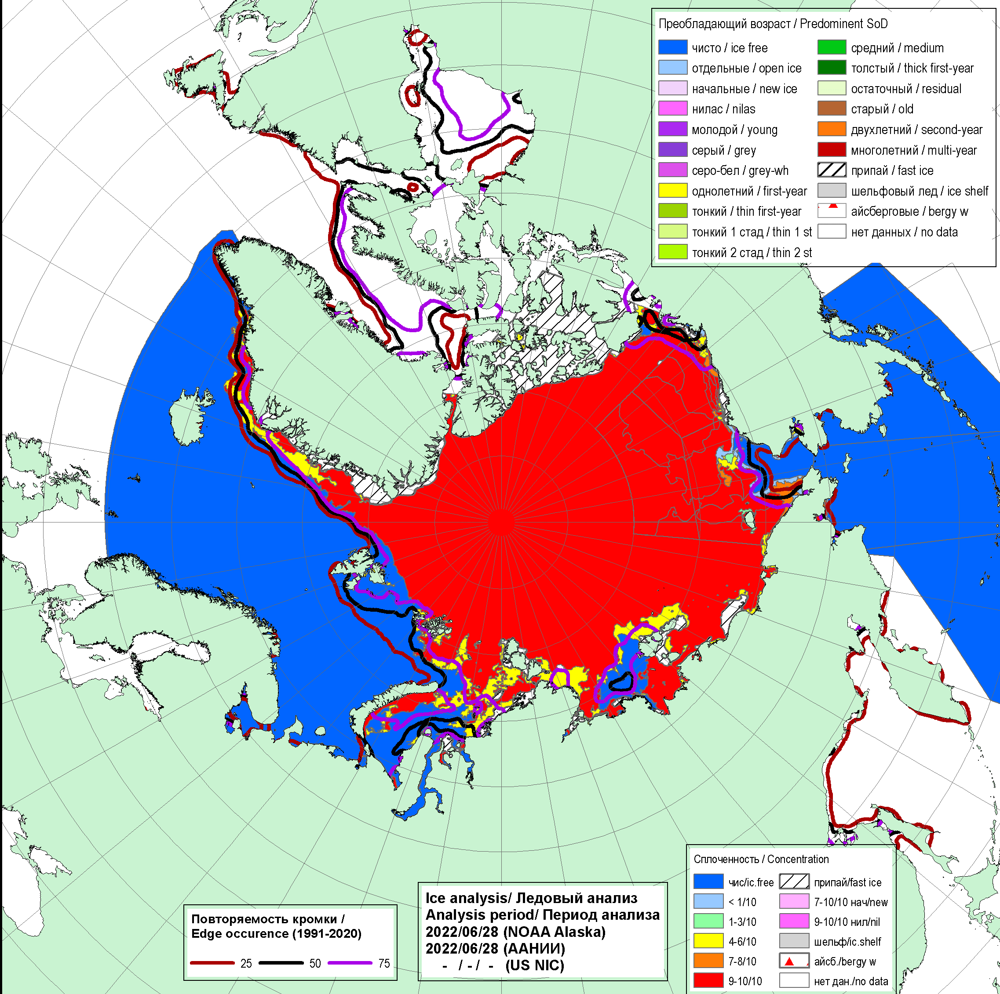 Преобладающий возраст / Predominent SoD
чисто / ice free
отдельные / open ice
начальные / new ice
нилас / nilas
молодой / young
серый / grey
серо-бел / grey-wh
однолетний / first-year
тонкий / thin first-year
тонкий 1 стад / thin 1 st
тонкий 2 стад / thin 2 st
средний / medium
толстый / thick first-year
остаточный / residual
старый / old
двухлетний / second-year
многолетний / multi-year
припай / fast ice
шельфовый лед / ice shelf
айсберговые / bergy w
нет данных / no data
Повторяемость кромки /
Edge occurence (1991-2020)
25 50 75
Ice analysis/ Ледовый анализ
Analysis period/ Период анализа
2022/06/28 (NOAA Alaska)
2022/06/28 (ААНИИ)
- / - / - (US NIC)
Сплоченность / Concentration
чис/ic.free
< 1/10
1-3/10
4-6/10
7-8/10
9-10/10
припай/fast ice
7-10/10 нач/new
9-10/10 нил/nil
шельф/ic.shelf
айсб./bergy w
нет дан./no data